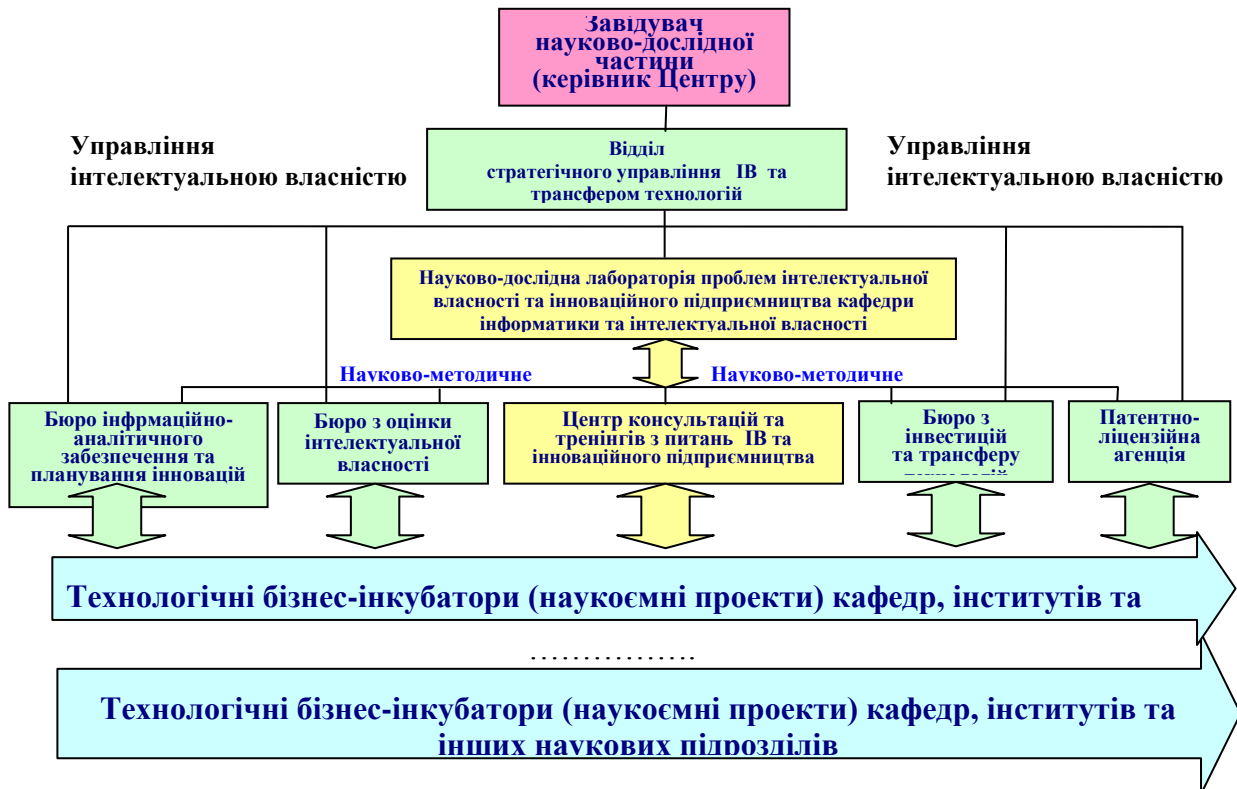 Завідувач
науково-дослідної
частини
(керівник Центру)
Управління
інтелектуальною власністю
Відділ
стратегічного управління ІВ та
трансфером технологій
Управління
інтелектуальною власністю
Науково-дослідна лабораторія проблем інтелектуальної
власності та інноваційного підприємництва кафедри
інформатики та інтелектуальної власності
Науково-методичне
Науково-методичне
Бюро інфрмаційно-
аналітичного
забезпечення та
планування інновацій
Бюро з оцінки
інтелектуальної
власності
Центр консультацій та
тренінгів з питань ІВ та
інноваційного підприємництва
Бюро з
інвестицій
та трансферу
Патентно-
ліцензійна
агенція
Технологічні бізнес-інкубатори (наукоємні проекти) кафедр, інститутів та
................
Технологічні бізнес-інкубатори (наукоємні проекти) кафедр, інститутів та
інших наукових підрозділів